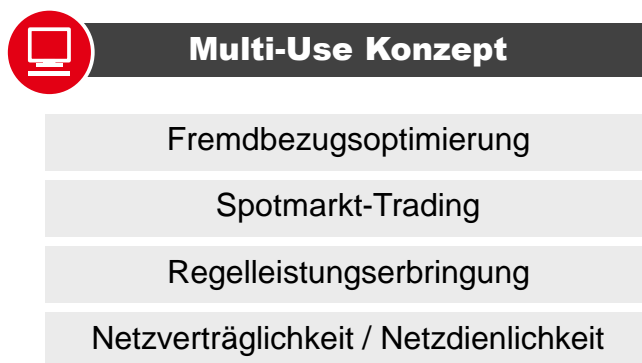 Multi-Use Konzept
Fremdbezugsoptimierung
Spotmarkt-Trading
Regelleistungserbringung
Netzverträglichkeit / Netzdienlichkeit